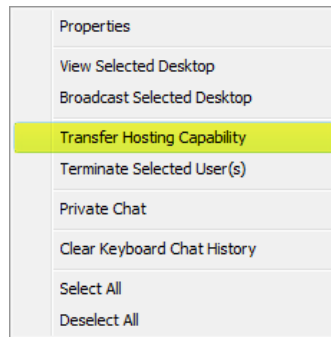 Properties
View Selected Desktop
Broadcast Selected Desktop
Transfer Hosting Capability
Terminate Selected User(s)
Private Chat
Clear Keyboard Chat History
Select All
Deselect All